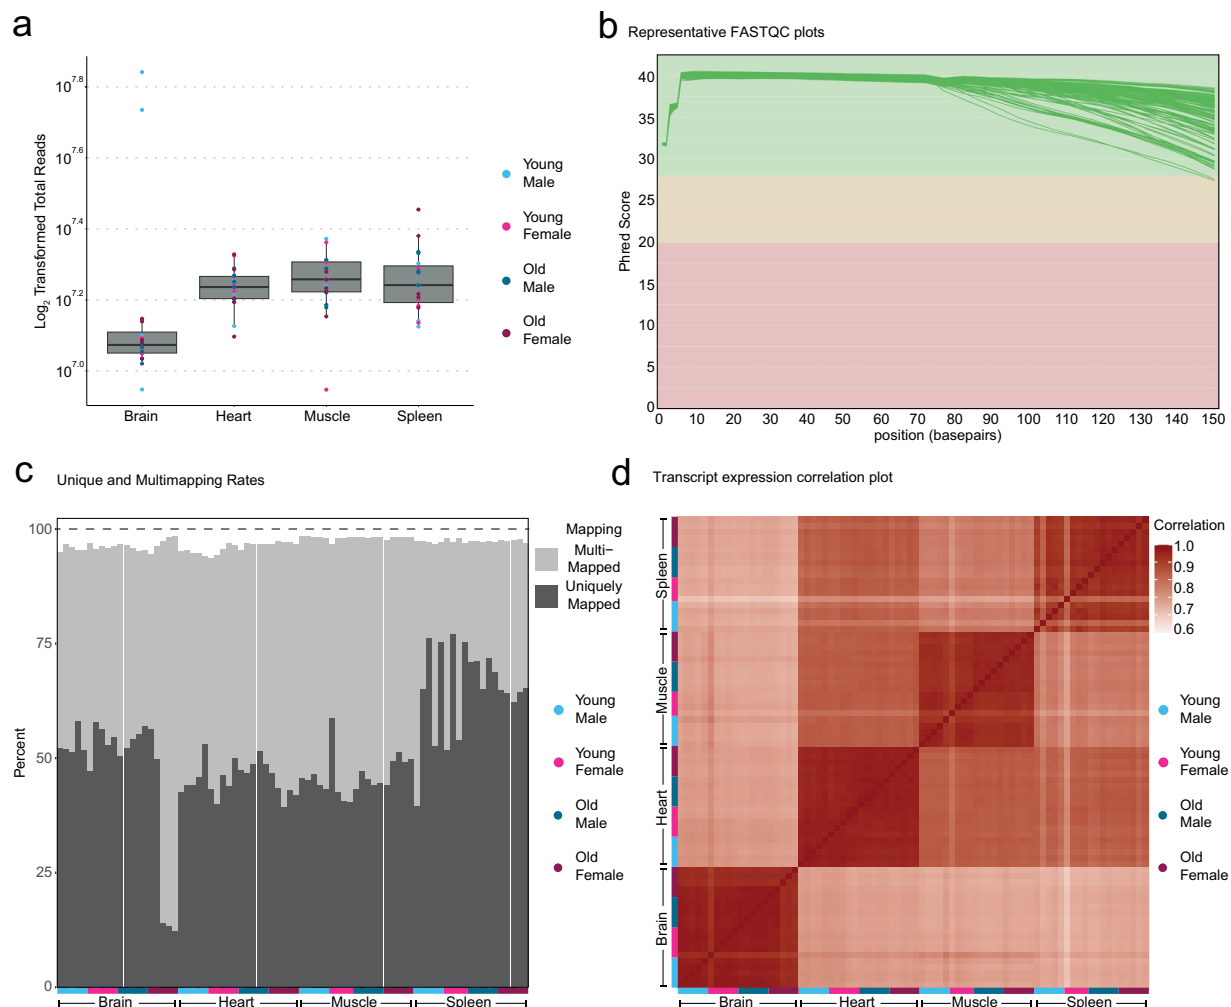 a
Log2 Transformed Total Reads
10^7.8
10^7.6
10^7.4
10^7.2
10^7.0
Brain Heart Muscle Spleen
Young
Male
Young
Female
Old
Male
Old
Female
b
Representative FASTQC plots
Phred Score
40
35
30
25
20
15
10
5
0
0 10 20 30 40 50 60 70 80 90 100 110 120 130 140 150
position (basepairs)
c
Unique and Multimapping Rates
Percent
100
75
50
25
0
Brain Heart Muscle Spleen
Mapping
Multi−
Mapped
Uniquely
Mapped
Young
Male
Young
Female
Old
Male
Old
Female
d
Transcript expression correlation plot
Spleen
Muscle
Heart
Brain
Brain Heart Muscle Spleen
Correlation
1.0
0.9
0.8
0.7
0.6
Young
Male
Young
Female
Old
Male
Old
Female